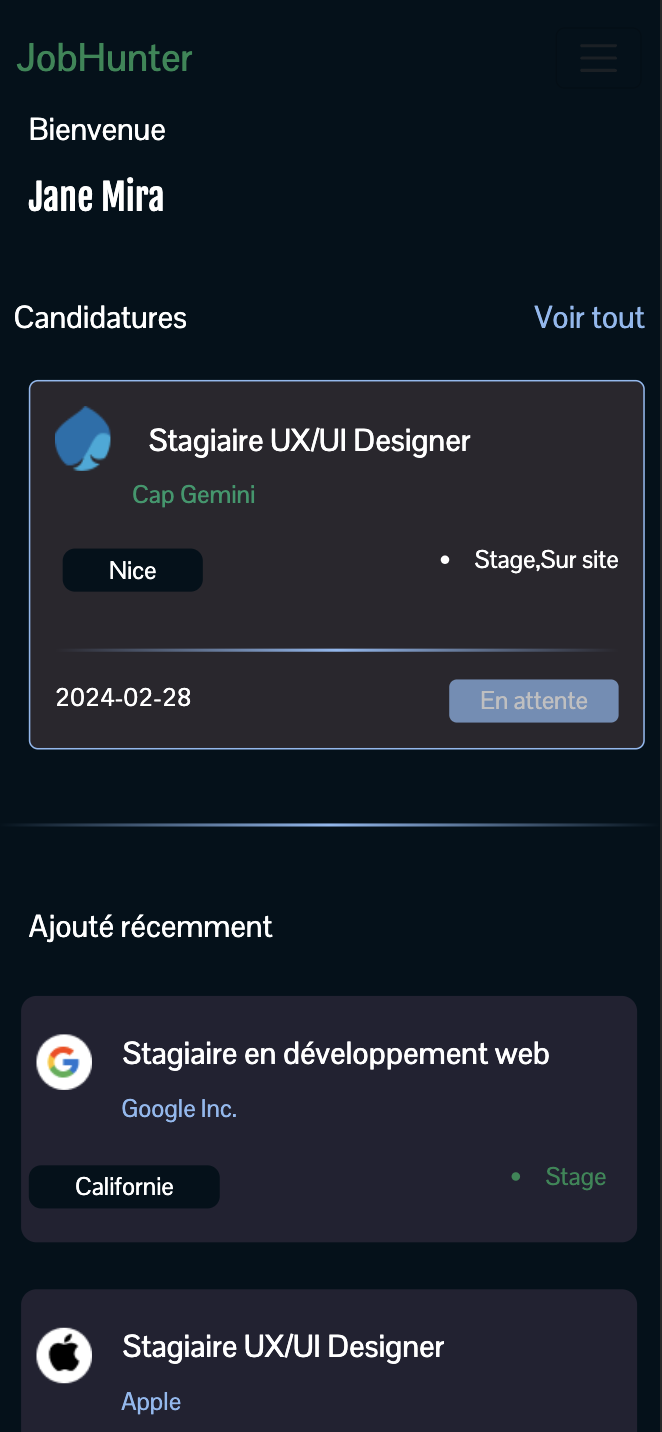 JobHunter
Bienvenue
Jane Mira
Candidatures Voir tout
Stagiaire UX/UI Designer
Cap Gemini
Nice • Stage,Sur site
2024-02-28 En attente
Ajouté récemment
Stagiaire en développement web
Google Inc.
Californie • Stage
Stagiaire UX/UI Designer
Apple